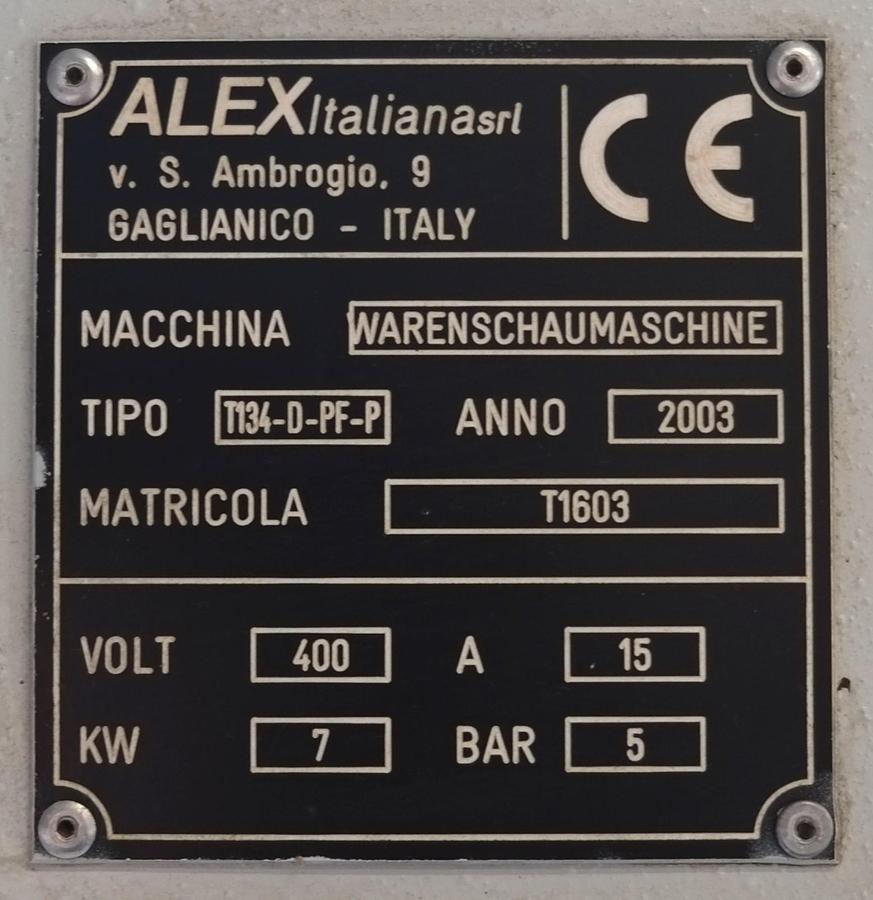 ALEX Italiana srl
CE
v. S. Ambrogio, 9
GAGLIANICO - ITALY
MACCHINA WARENSCHAUMASCHINE
TIPO T134-D-PF-P ANNO 2003
MATRICOLA T1603
VOLT 400 A 15
KW 7 BAR 5